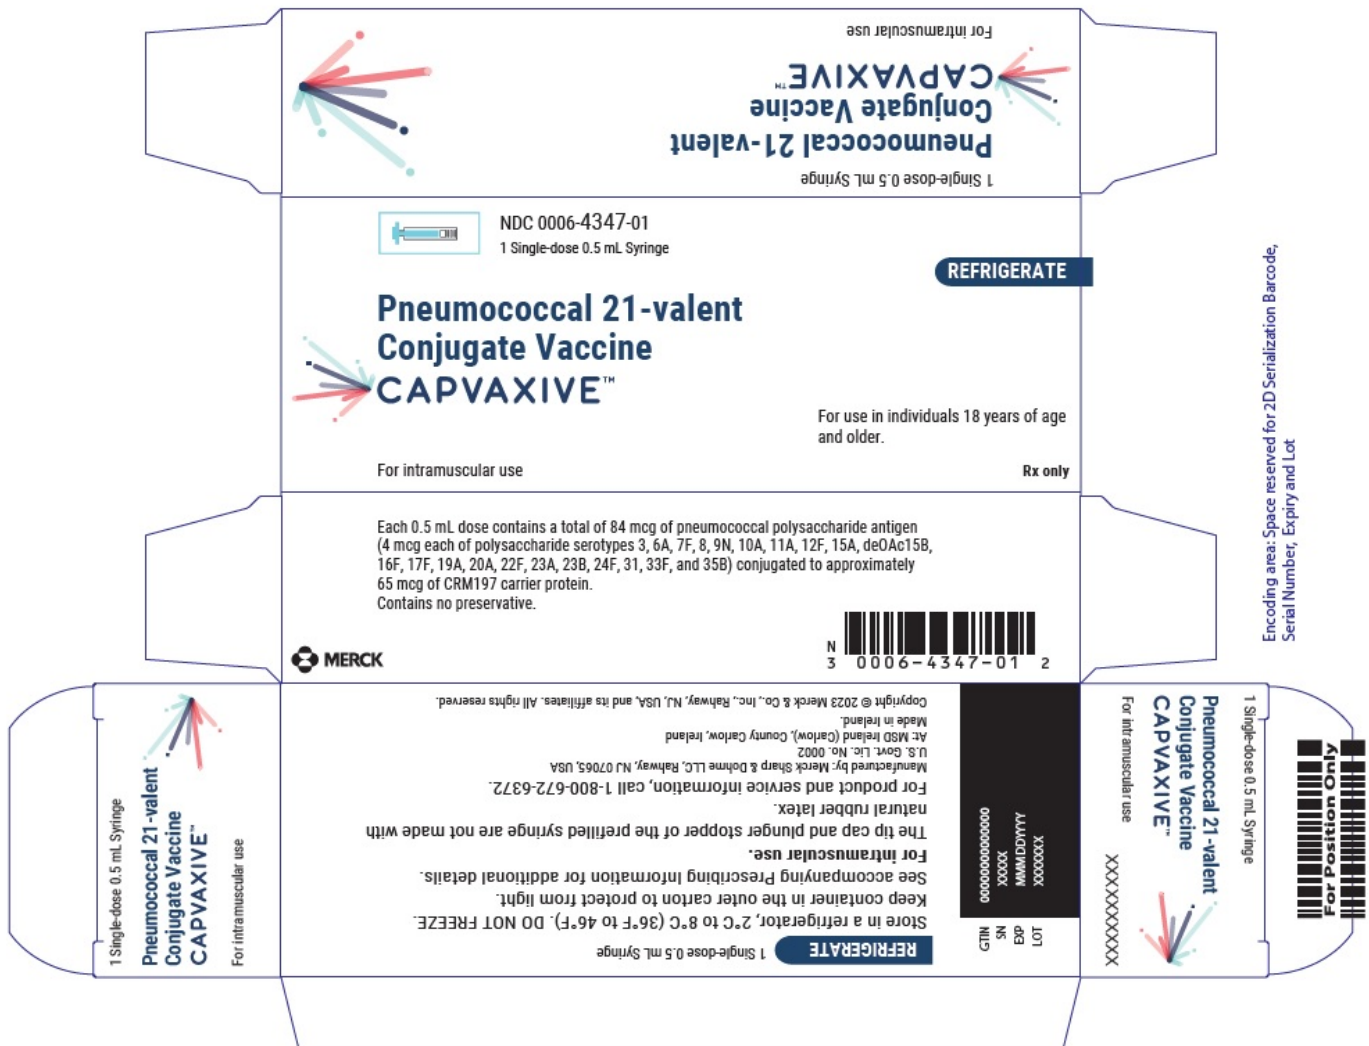 For intramuscular use
CAPVAXIVE™
Conjugate Vaccine
Pneumococcal 21-valent
1 Single-dose 0.5 mL Syringe
NDC 0006-4347-01
1 Single-dose 0.5 mL Syringe
REFRIGERATE
Pneumococcal 21-valent
Conjugate Vaccine
CAPVAXIVE™
For use in individuals 18 years of age
and older.
For intramuscular use
Rx only
Each 0.5 mL dose contains a total of 84 mcg of pneumococcal polysaccharide antigen
(4 mcg each of polysaccharide serotypes 3, 6A, 7F, 8, 9N, 10A, 11A, 12F, 15A, deOAc15B,
16F, 17F, 19A, 20A, 22F, 23A, 23B, 24F, 31, 33F, and 35B) conjugated to approximately
65 mcg of CRM197 carrier protein.
Contains no preservative.
MERCK
N
3 0006-4347-01 2
REFRIGERATE
1 Single-dose 0.5 mL Syringe
Store in a refrigerator, 2°C to 8°C (36°F to 46°F). DO NOT FREEZE.
Keep container in the outer carton to protect from light.
See accompanying Prescribing Information for additional details.
For intramuscular use.
The tip cap and plunger stopper of the prefilled syringe are not made with
natural rubber latex.
For product and service information, call 1-800-672-6372.
Manufactured by: Merck Sharp & Dohme LLC, Rahway, NJ 07065, USA
U.S. Govt. Lic. No. 0002
At: MSD Ireland (Carlow), County Carlow, Ireland
Made in Ireland.
Copyright © 2023 Merck & Co., Inc., Rahway, NJ, USA, and its affiliates. All rights reserved.
GTIN 00000000000000
SN XXXXX
EXP MMMDDYYYY
LOT XXXXXXX
1 Single-dose 0.5 mL Syringe
Pneumococcal 21-valent
Conjugate Vaccine
CAPVAXIVE™
For intramuscular use
1 Single-dose 0.5 mL Syringe
Pneumococcal 21-valent
Conjugate Vaccine
CAPVAXIVE™
For intramuscular use
XXXXXXXXXX
For Position Only
Encoding area: Space reserved for 2D Serialization Barcode,
Serial Number, Expiry and Lot